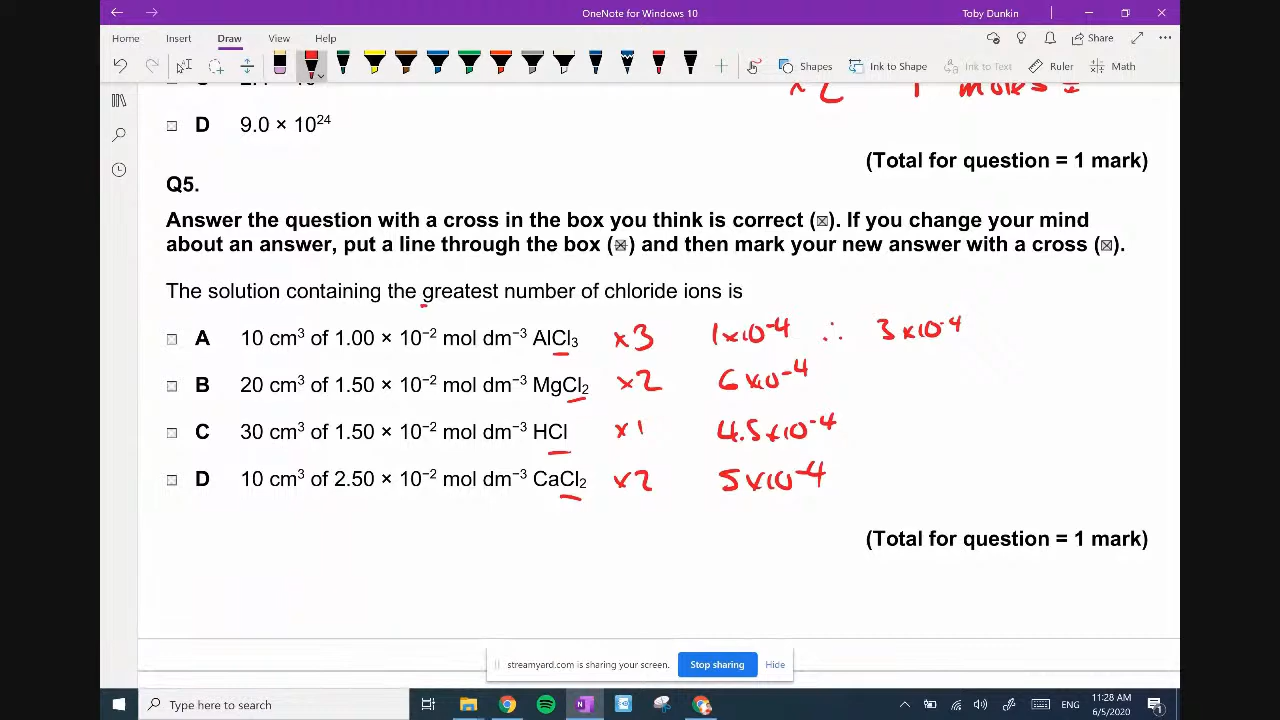 OneNote for Windows 10
Toby Dunkin
Home Insert Draw View Help
Share
Shapes Ink to Shape Ink to Text Ruler Math
×2 moles =
D 9.0 × 10²⁴
(Total for question = 1 mark)
Q5.
Answer the question with a cross in the box you think is correct (☒). If you change your mind
about an answer, put a line through the box (☒) and then mark your new answer with a cross (☒).
The solution containing the greatest number of chloride ions is
A 10 cm³ of 1.00 × 10⁻² mol dm⁻³ AlCl₃ ×3 1×10⁻⁴ ∴ 3×10⁻⁴
B 20 cm³ of 1.50 × 10⁻² mol dm⁻³ MgCl₂ ×2 6×10⁻⁴
C 30 cm³ of 1.50 × 10⁻² mol dm⁻³ HCl ×1 4.5×10⁻⁴
D 10 cm³ of 2.50 × 10⁻² mol dm⁻³ CaCl₂ ×2 5×10⁻⁴
(Total for question = 1 mark)
streamyard.com is sharing your screen. Stop sharing Hide
Type here to search
ENG
11:28 AM
6/5/2020
1